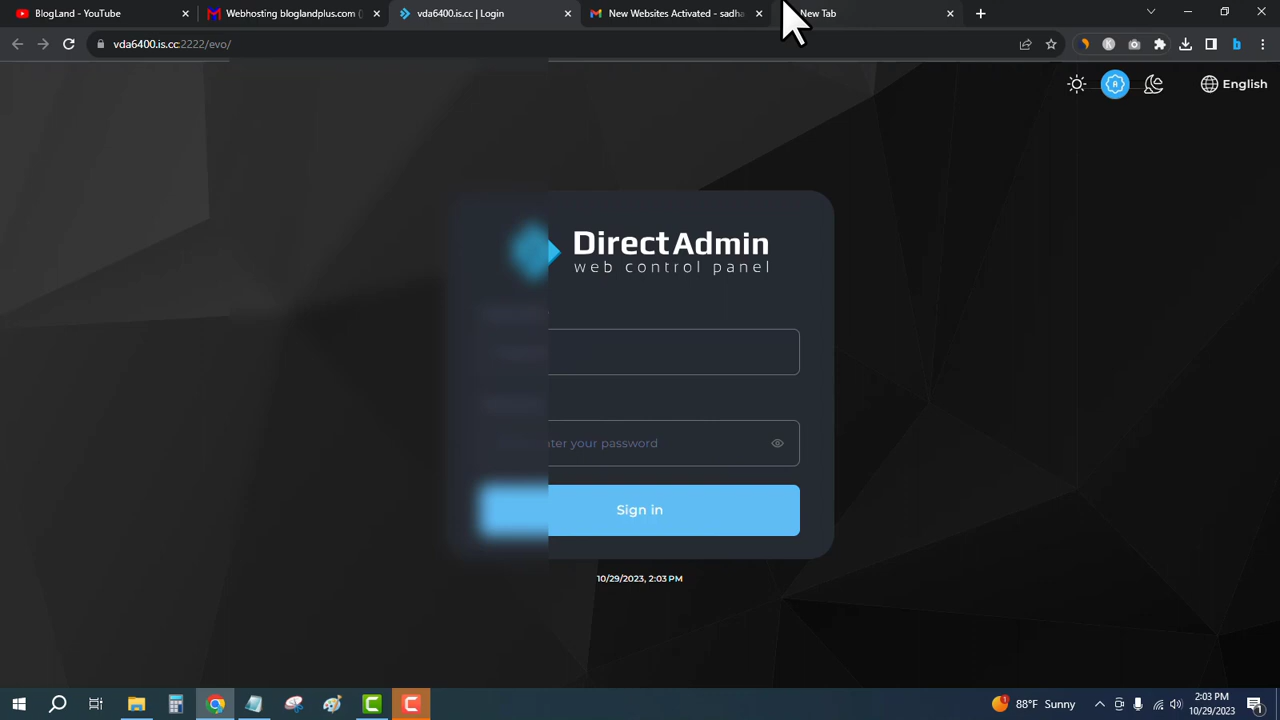 BlogLand - YouTube
Webhosting bloglandplus.com (
vda6400.is.cc | Login
New Websites Activated - sadha
New Tab
vda6400.is.cc:2222/evo/
English
DirectAdmin
web control panel
ter your password
Sign in
10/29/2023, 2:03 PM
88°F Sunny
2:03 PM
10/29/2023